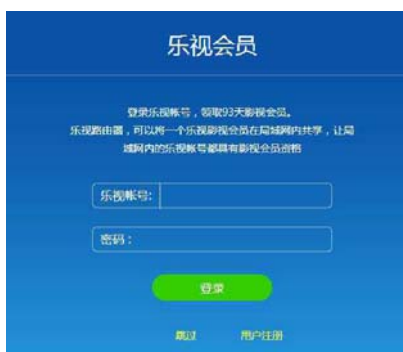 乐视会员
登录乐视帐号，领取93天影视会员。
乐视路由器，可以将一个乐视影视会员在局域网内共享，让局
域网内的乐视帐号都具有影视会员资格
乐视帐号：
密码：
登录
跳过 用户注册